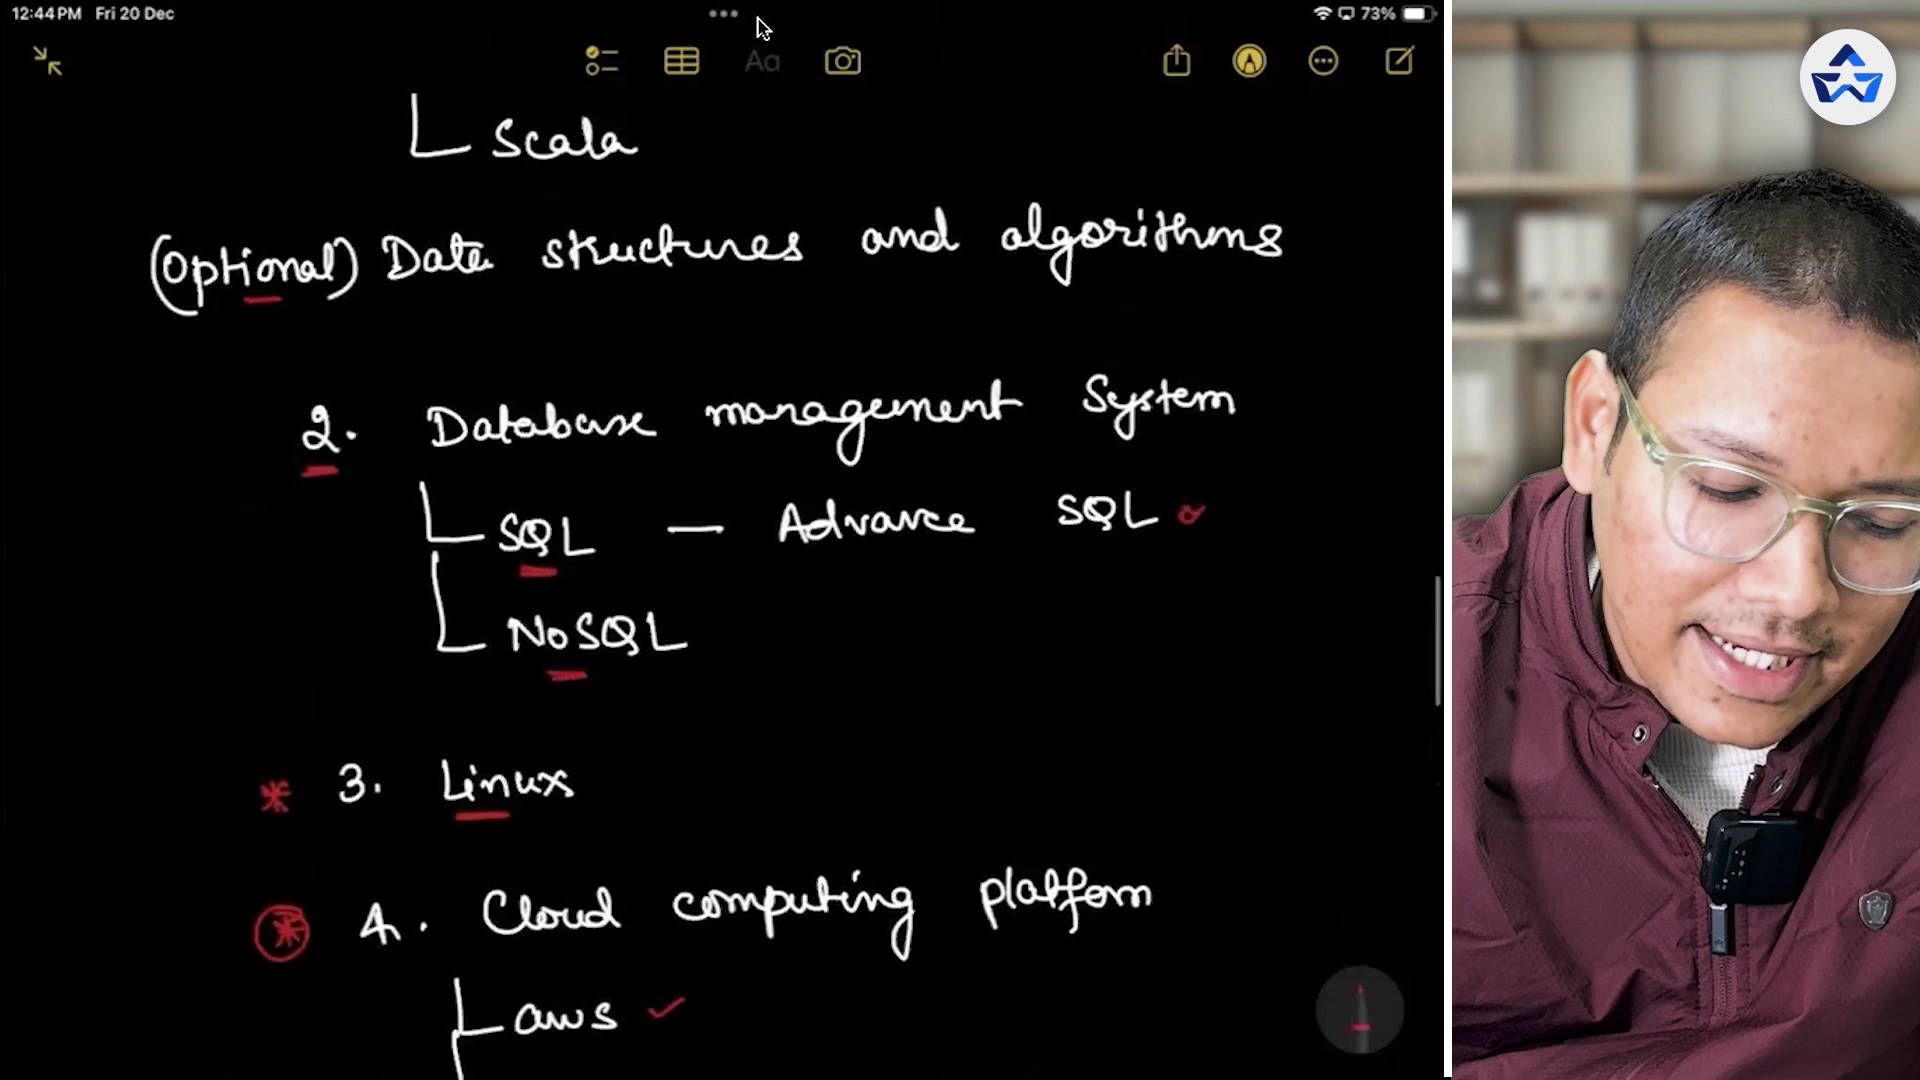 12:44 PM Fri 20 Dec
73%
Aa
Scala
(Optional) Data structures and algorithms
2. Database management System
SQL — Advance SQL
NoSQL
* 3. Linux
* 4. Cloud computing platform
aws